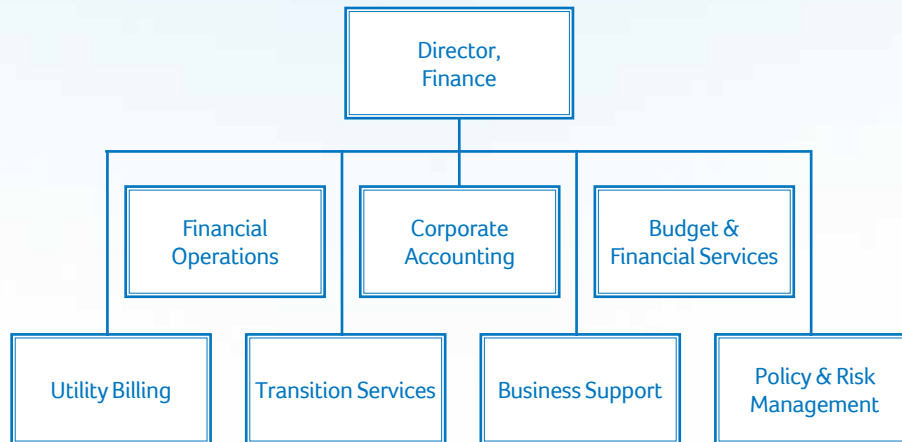 Director,
Finance
Financial
Operations
Corporate
Accounting
Budget &
Financial Services
Utility Billing
Transition Services
Business Support
Policy & Risk
Management